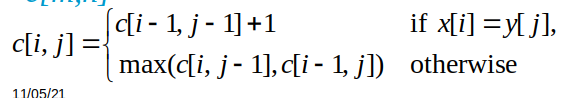 c[i, j] = { c[i − 1, j − 1]+1 if x[i] = y[j],
max(c[i, j − 1], c[i − 1, j]) otherwise
11/05/21